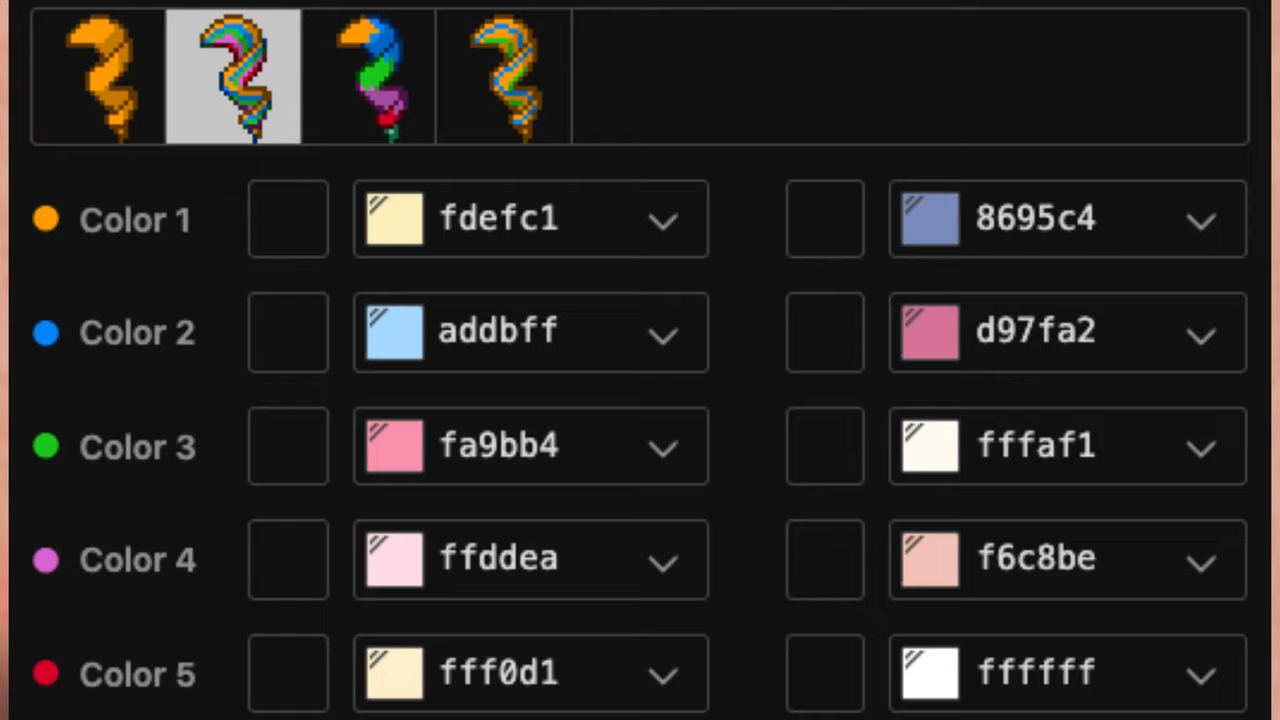 Color 1 fdefc1 8695c4
Color 2 addbff d97fa2
Color 3 fa9bb4 fffaf1
Color 4 ffddea f6c8be
Color 5 fff0d1 ffffff